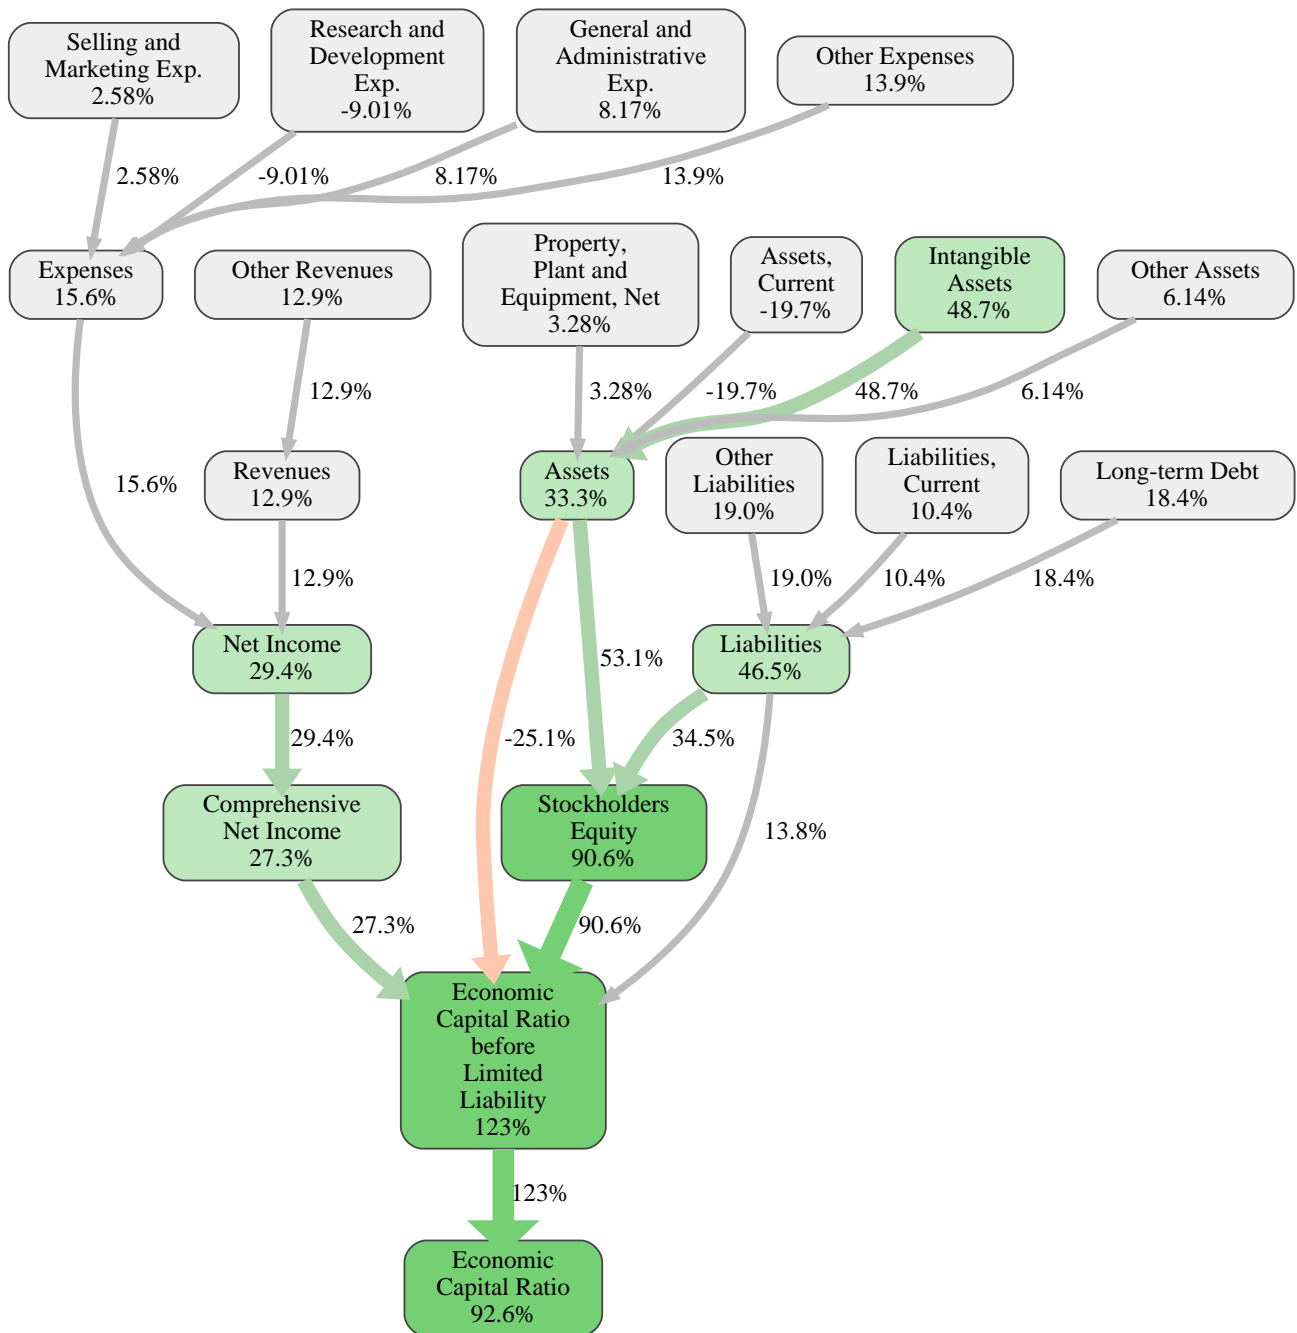 Selling and
Marketing Exp.
2.58%
Research and
Development
Exp.
-9.01%
General and
Administrative
Exp.
8.17%
Other Expenses
13.9%
2.58%
-9.01%
8.17%
13.9%
Expenses
15.6%
Other Revenues
12.9%
Property,
Plant and
Equipment, Net
3.28%
Assets,
Current
-19.7%
Intangible
Assets
48.7%
Other Assets
6.14%
12.9%
3.28%
-19.7%
48.7%
6.14%
15.6%
Revenues
12.9%
Assets
33.3%
Other
Liabilities
19.0%
Liabilities,
Current
10.4%
Long-term Debt
18.4%
12.9%
19.0%
10.4%
18.4%
Net Income
29.4%
53.1%
Liabilities
46.5%
29.4%
-25.1%
34.5%
Comprehensive
Net Income
27.3%
Stockholders
Equity
90.6%
13.8%
27.3%
90.6%
Economic
Capital Ratio
before
Limited
Liability
123%
123%
Economic
Capital Ratio
92.6%